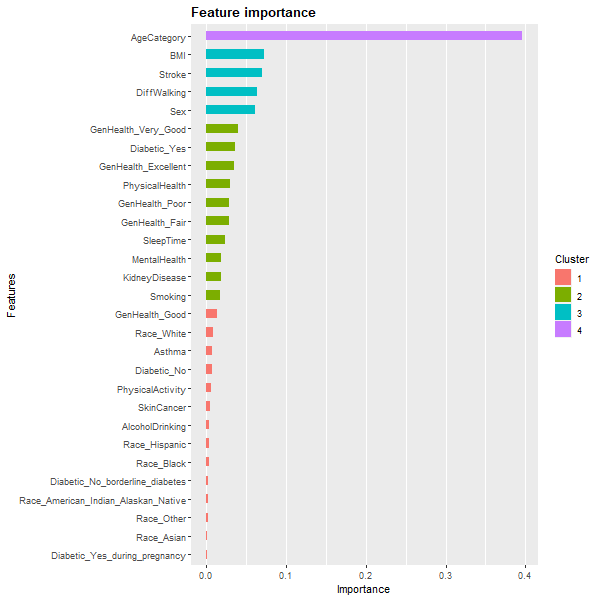 Feature importance
AgeCategory
BMI
Stroke
DiffWalking
Sex
GenHealth_Very_Good
Diabetic_Yes
GenHealth_Excellent
PhysicalHealth
GenHealth_Poor
GenHealth_Fair
SleepTime
MentalHealth
KidneyDisease
Smoking
GenHealth_Good
Race_White
Asthma
Diabetic_No
PhysicalActivity
SkinCancer
AlcoholDrinking
Race_Hispanic
Race_Black
Diabetic_No_borderline_diabetes
Race_American_Indian_Alaskan_Native
Race_Other
Race_Asian
Diabetic_Yes_during_pregnancy
Features
0.0 0.1 0.2 0.3 0.4
Importance
Cluster
1
2
3
4